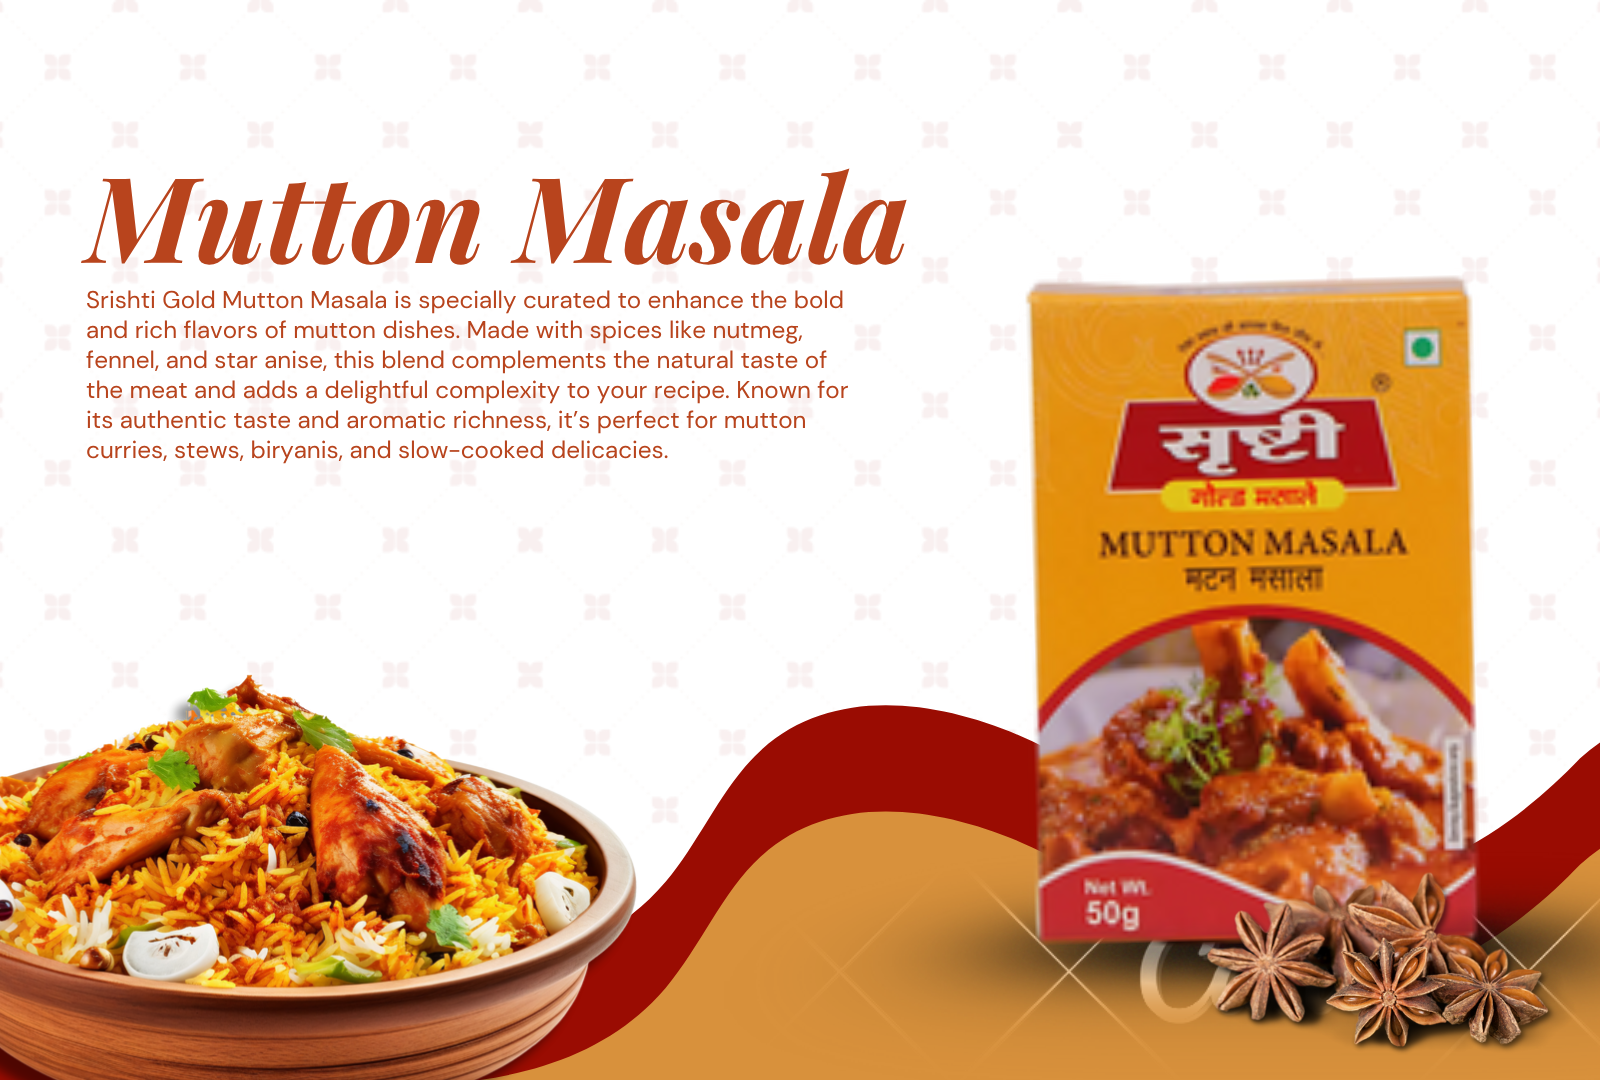 Mutton Masala
Srishti Gold Mutton Masala is specially curated to enhance the bold
and rich flavors of mutton dishes. Made with spices like nutmeg,
fennel, and star anise, this blend complements the natural taste of
the meat and adds a delightful complexity to your recipe. Known for
its authentic taste and aromatic richness, it’s perfect for mutton
curries, stews, biryanis, and slow-cooked delicacies.
®
सृष्टी
गोल्ड मसाले
MUTTON MASALA
मटन मसाला
Net Wt.
50g